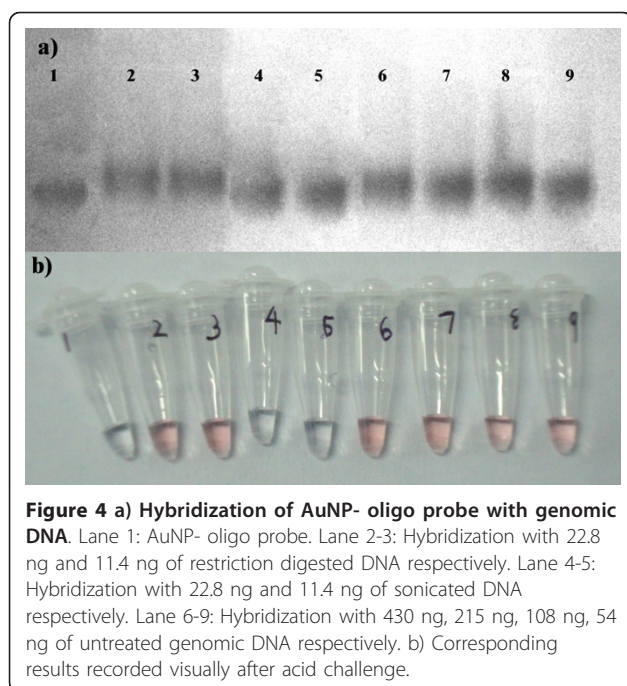 a)
1 2 3 4 5 6 7 8 9
b)
1 2 3 4 5 6 7 8 9
Figure 4 a) Hybridization of AuNP- oligo probe with genomic
DNA. Lane 1: AuNP- oligo probe. Lane 2-3: Hybridization with 22.8
ng and 11.4 ng of restriction digested DNA respectively. Lane 4-5:
Hybridization with 22.8 ng and 11.4 ng of sonicated DNA
respectively. Lane 6-9: Hybridization with 430 ng, 215 ng, 108 ng, 54
ng of untreated genomic DNA respectively. b) Corresponding
results recorded visually after acid challenge.